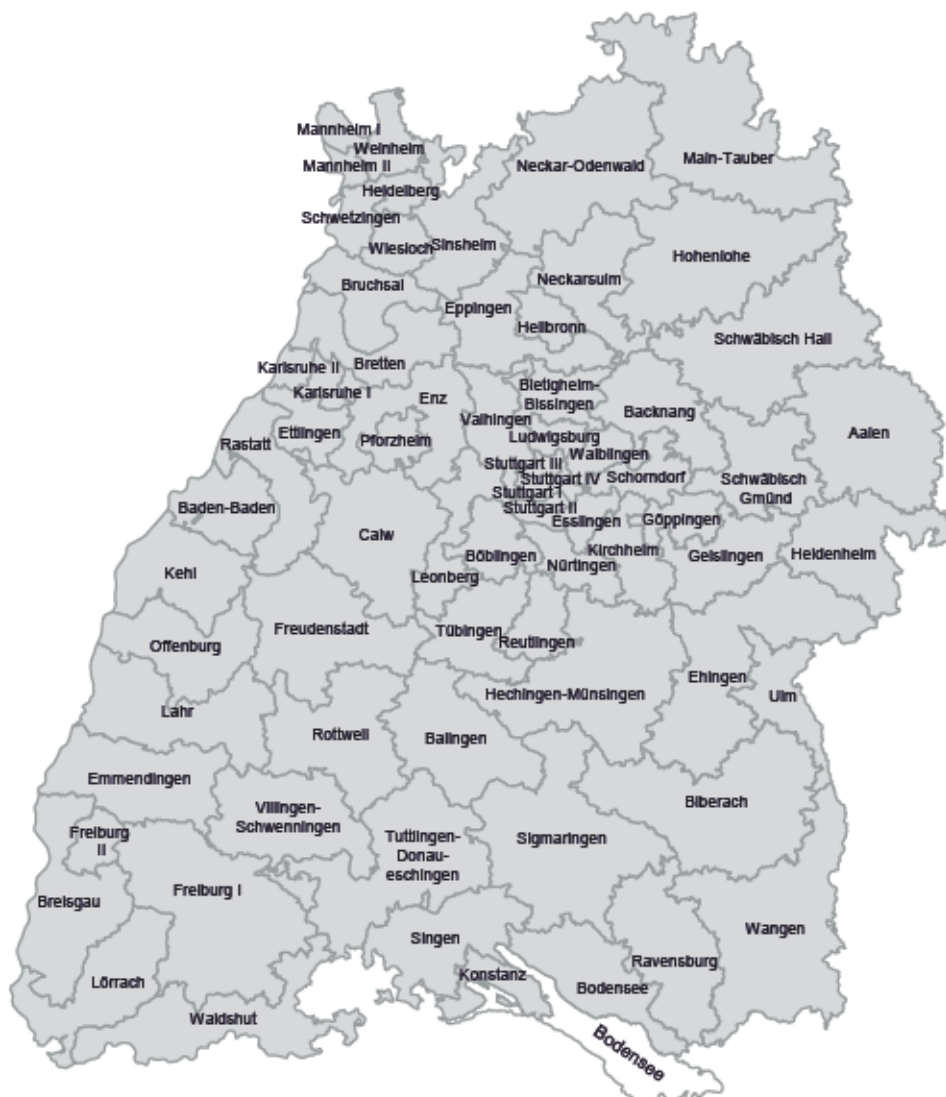 Mannheim I
Weinheim
Mannheim II
Neckar-Odenwald
Main-Tauber
Heidelberg
Schwetzingen
Wiesloch
Sinsheim
Hohenlohe
Neckarsulm
Bruchsal
Eppingen
Heilbronn
Schwäbisch Hall
Karlsruhe II
Bretten
Karlsruhe I
Enz
Bietigheim-
Bissingen
Vaihingen
Backnang
Aalen
Rastatt
Ettlingen
Pforzheim
Ludwigsburg
Waiblingen
Stuttgart III
Stuttgart IV
Schorndorf
Schwäbisch
Gmünd
Stuttgart I
Stuttgart II
Baden-Baden
Calw
Esslingen
Göppingen
Böblingen
Kirchheim
Geislingen
Heidenheim
Nürtingen
Kehl
Leonberg
Freudenstadt
Tübingen
Reutlingen
Offenburg
Ehingen
Ulm
Hechingen-Münsingen
Lahr
Rottweil
Balingen
Emmendingen
Biberach
Villingen-
Schwenningen
Freiburg
II
Tuttlingen-
Donau-
eschingen
Sigmaringen
Freiburg I
Breisgau
Wangen
Singen
Ravensburg
Lörrach
Konstanz
Bodensee
Waldshut
Bodensee